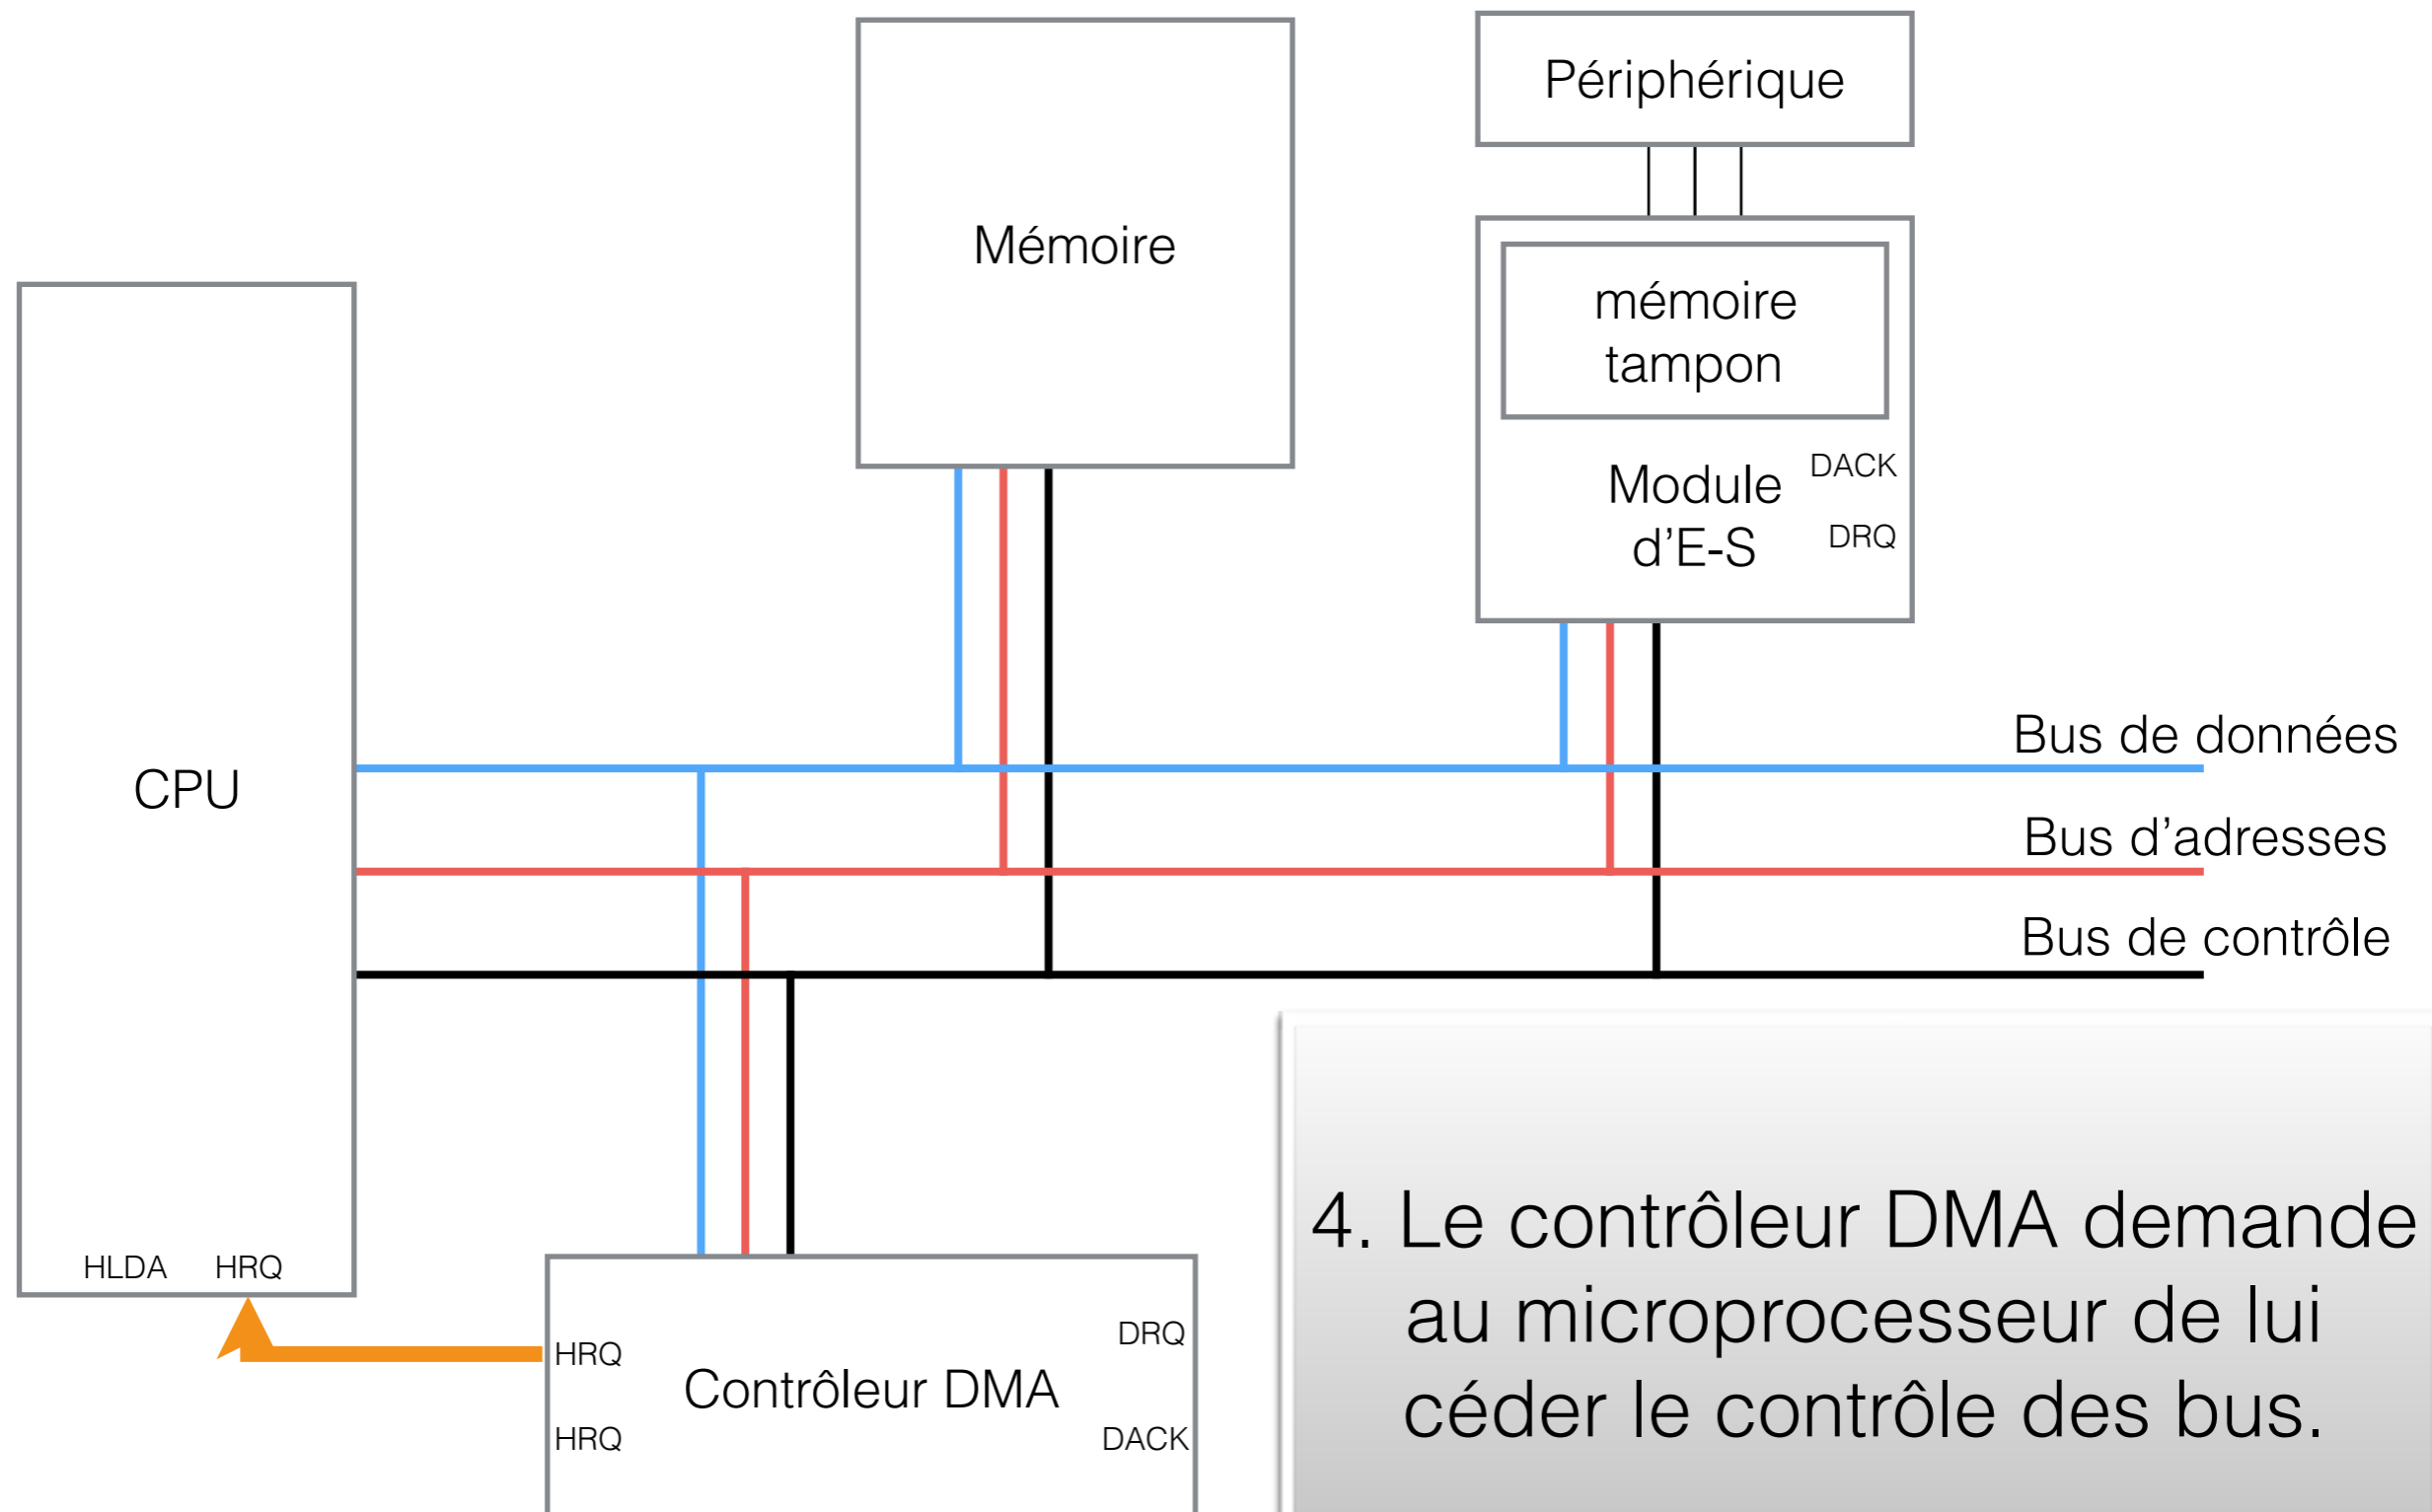 Périphérique
Mémoire
mémoire
tampon
DACK
Module
DRQ
d’E-S
Bus de données
CPU
Bus d’adresses
Bus de contrôle
HLDA HRQ
HRQ
DRQ
Contrôleur DMA
HRQ
DACK
4. Le contrôleur DMA demande
au microprocesseur de lui
céder le contrôle des bus.